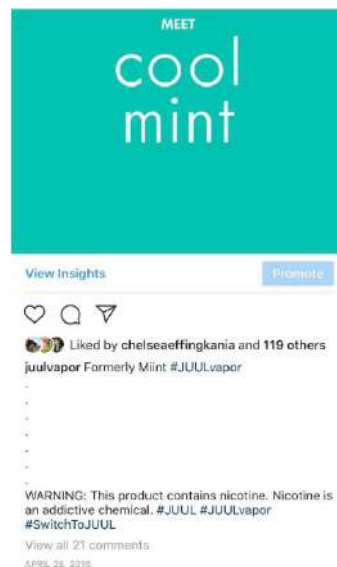 MEET
cool
mint
View Insights
Promote
Liked by chelseaeffingkania and 119 others
juulvapor Formerly Miint #JUULvapor
.
.
.
.
.
.
WARNING: This product contains nicotine. Nicotine is
an addictive chemical. #JUUL #JUULvapor
#SwitchToJUUL
View all 21 comments
APRIL 28, 2016